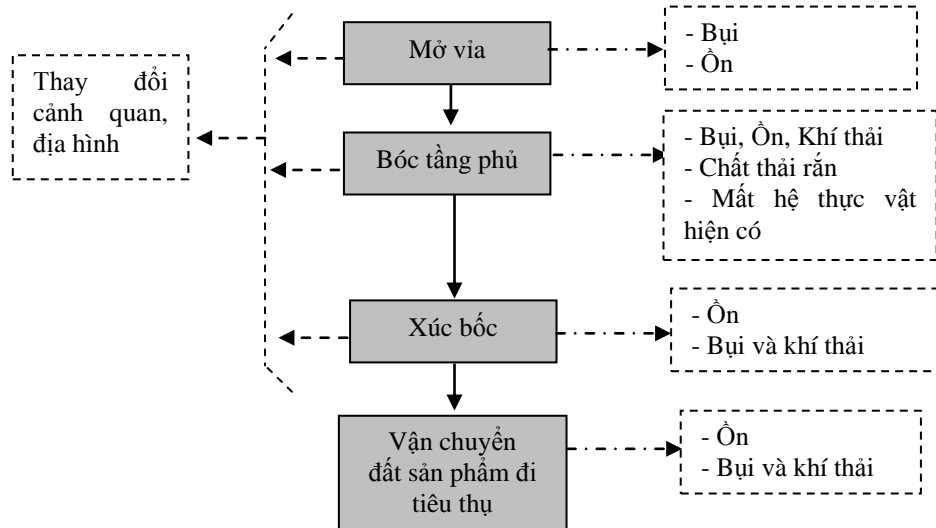 Mở vỉa
- Bụi
- Ồn
Thay đổi
cảnh quan,
địa hình
Bóc tầng phủ
- Bụi, Ồn, Khí thải
- Chất thải rắn
- Mất hệ thực vật
hiện có
Xúc bốc
- Ồn
- Bụi và khí thải
Vận chuyển
đất sản phẩm đi
tiêu thụ
- Ồn
- Bụi và khí thải